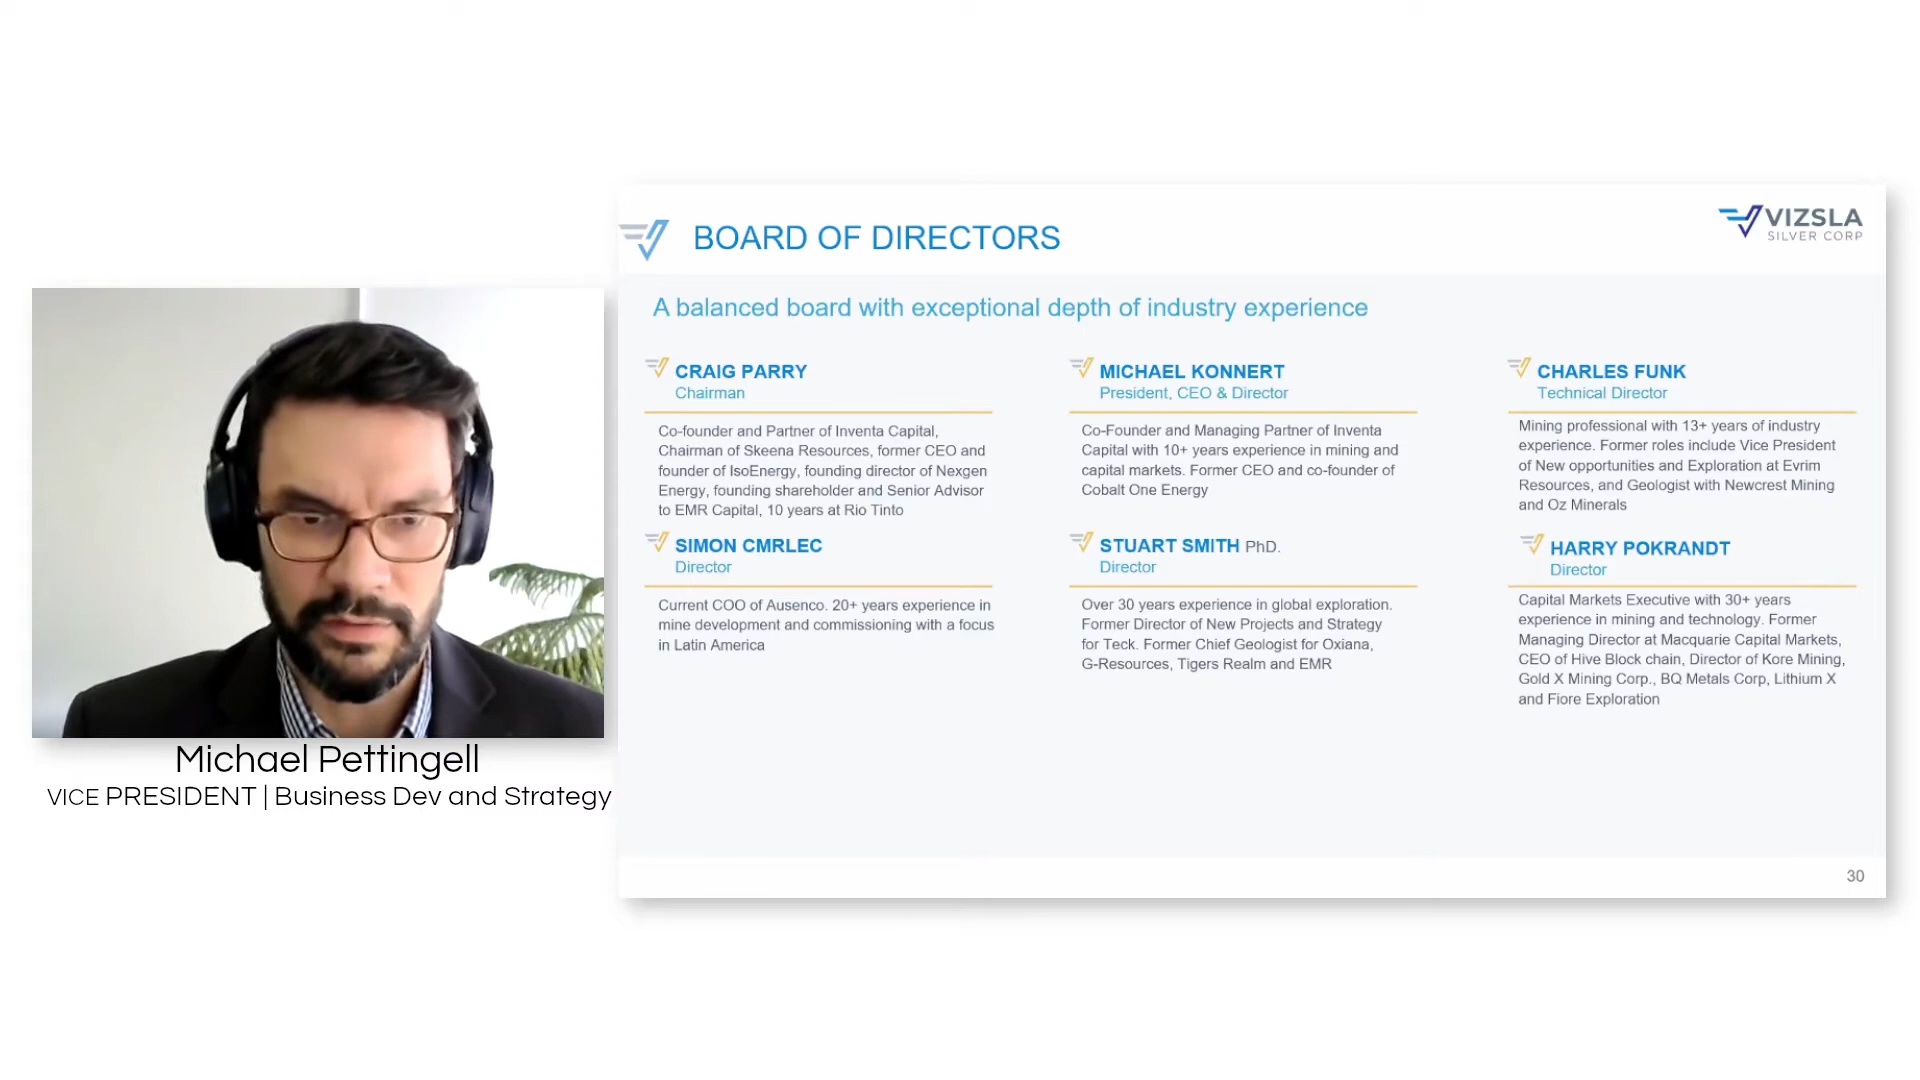 BOARD OF DIRECTORS
VIZSLA
SILVER CORP
A balanced board with exceptional depth of industry experience
CRAIG PARRY
Chairman
Co-founder and Partner of Inventa Capital,
Chairman of Skeena Resources, former CEO and
founder of IsoEnergy, founding director of Nexgen
Energy, founding shareholder and Senior Advisor
to EMR Capital, 10 years at Rio Tinto
MICHAEL KONNERT
President, CEO & Director
Co-Founder and Managing Partner of Inventa
Capital with 10+ years experience in mining and
capital markets. Former CEO and co-founder of
Cobalt One Energy
CHARLES FUNK
Technical Director
Mining professional with 13+ years of industry
experience. Former roles include Vice President
of New opportunities and Exploration at Evrim
Resources, and Geologist with Newcrest Mining
and Oz Minerals
SIMON CMRLEC
Director
Current COO of Ausenco. 20+ years experience in
mine development and commissioning with a focus
in Latin America
STUART SMITH PhD.
Director
Over 30 years experience in global exploration.
Former Director of New Projects and Strategy
for Teck. Former Chief Geologist for Oxiana,
G-Resources, Tigers Realm and EMR
HARRY POKRANDT
Director
Capital Markets Executive with 30+ years
experience in mining and technology. Former
Managing Director at Macquarie Capital Markets,
CEO of Hive Block chain, Director of Kore Mining,
Gold X Mining Corp., BQ Metals Corp, Lithium X
and Fiore Exploration
30
Michael Pettingell
VICE PRESIDENT | Business Dev and Strategy